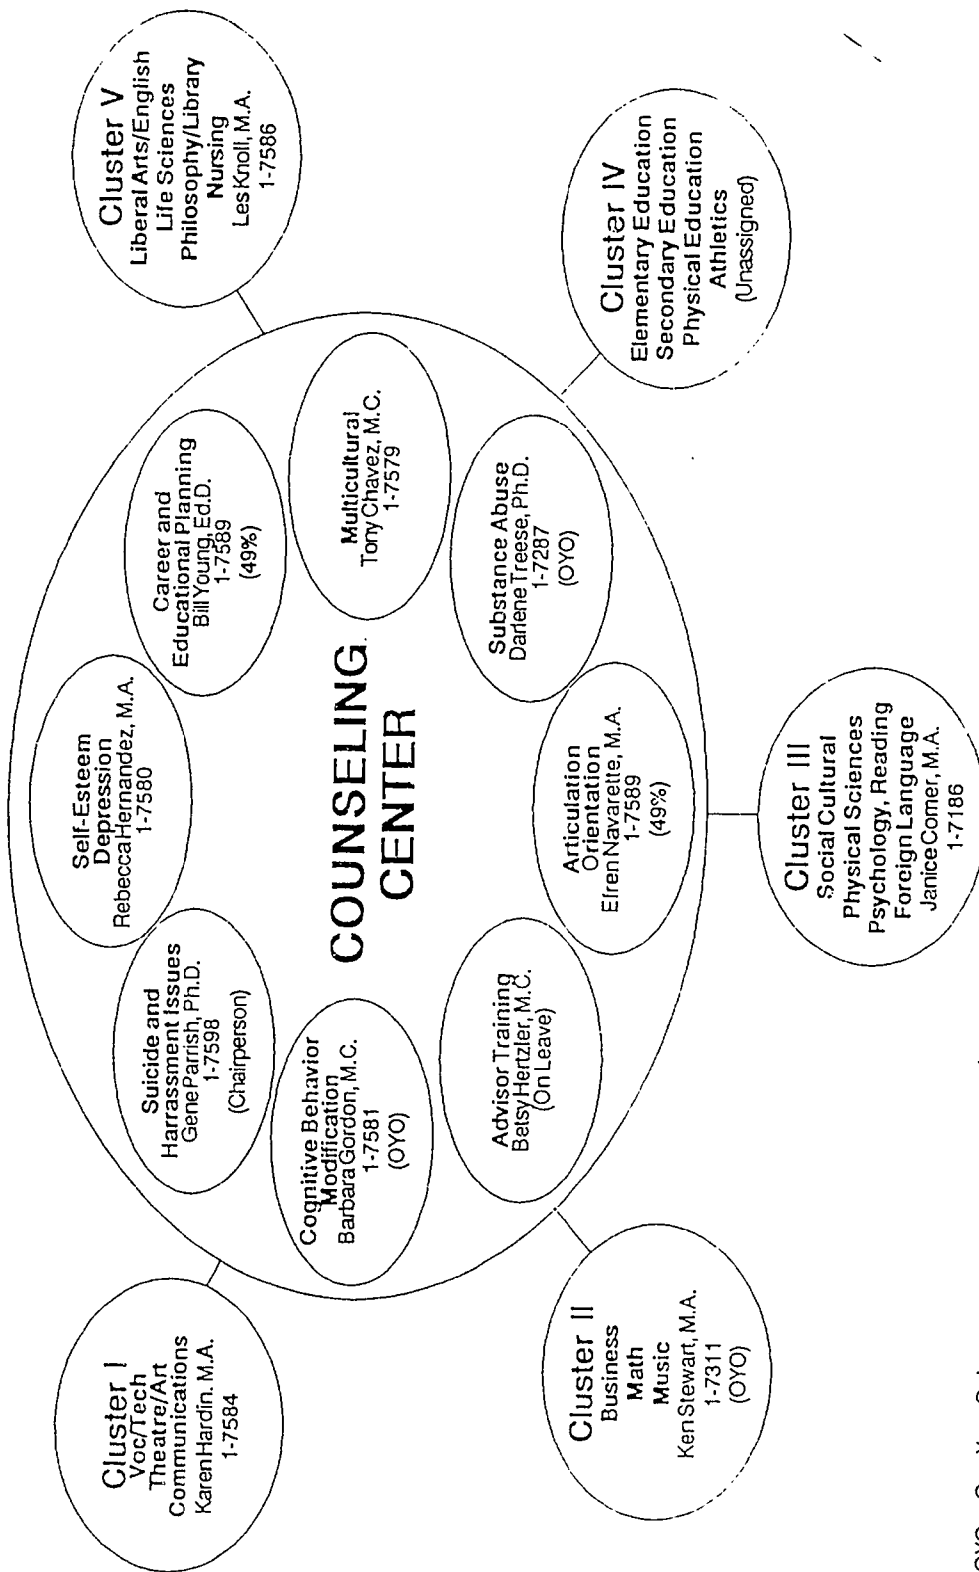 Cluster I
Voc/Tech
Theatre/Art
Communications
Karen Hardin. M.A.
1-7584
Cluster II
Business
Math
Music
Ken Stewart, M.A.
1-7311
(OYO)
Cluster III
Social Cultural
Physical Sciences
Psychology, Reading
Foreign Language
Janice Comer, M.A.
1-7186
Cluster IV
Elementary Education
Secondary Education
Physical Education
Athletics
(Unassigned)
Cluster V
Liberal Arts/English
Life Sciences
Philosophy/Library
Nursing
Les Knoll, M.A.
1-7586
COUNSELING
CENTER
Suicide and
Harrassment Issues
Gene Parrish, Ph.D.
1-7598
(Chairperson)
Self-Esteem
Depression
Rebecca Hernandez, M.A.
1-7580
Career and
Educational Planning
Bill Young, Ed.D.
1-7589
(49%)
Multicultural
Tony Chavez, M.C.
1-7579
Substance Abuse
Darlene Treese, Ph.D.
1-7287
(OYO)
Articulation
Orientation
Efren Navarette, M.A.
1-7589
(49%)
Advisor Training
Betsy Hertzler, M.C.
(On Leave)
Cognitive Behavior
Modification
Barbara Gordon, M.C.
1-7581
(OYO)